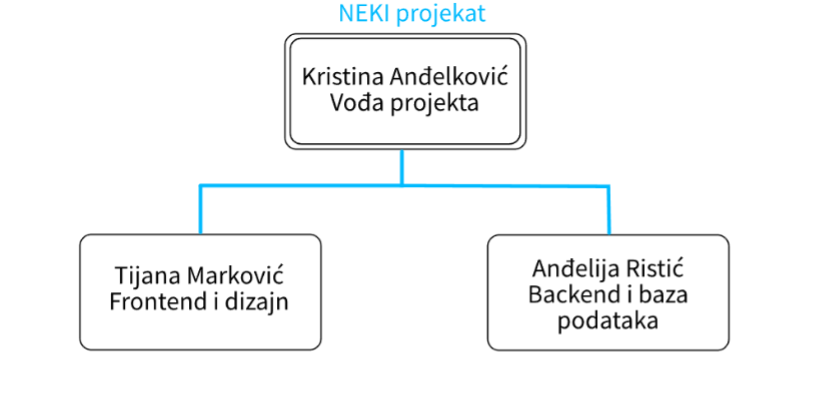 NEKI projekat
Kristina Anđelković
Vođa projekta
Tijana Marković
Frontend i dizajn
Anđelija Ristić
Backend i baza
podataka